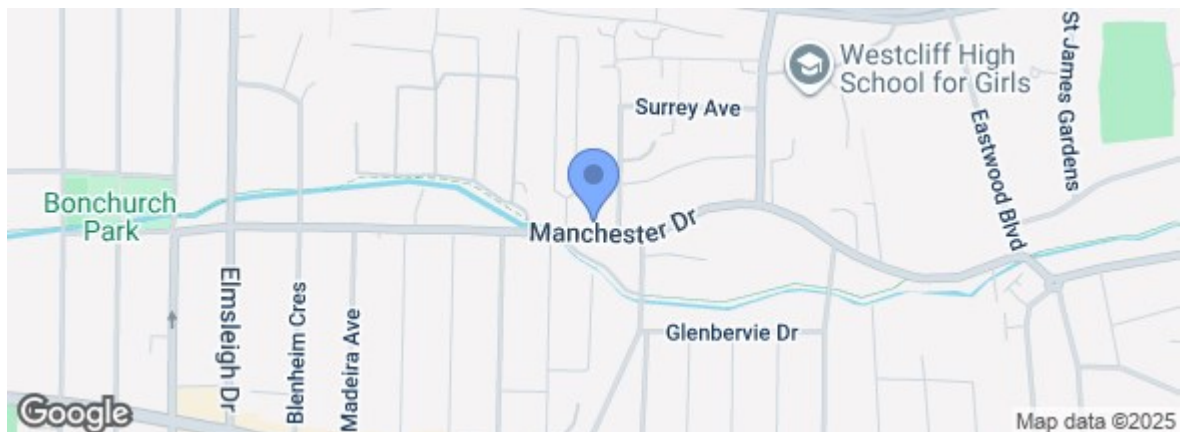 Westcliff High
School for Girls
St James Gardens
Surrey Ave
Eastwood Blvd
Bonchurch
Park
Manchester Dr
Elmsleigh Dr
Blenheim Cres
Madeira Ave
Glenbervie Dr
Google
Map data ©2025